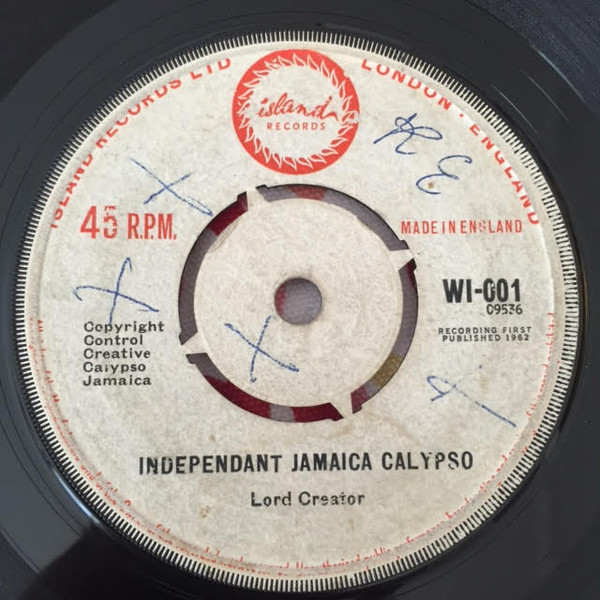 ISLAND RECORDS LTD
LONDON · ENGLAND
island
RECORDS
RE
45 R.P.M.
MADE IN ENGLAND
WI-001
09536
RECORDING FIRST
PUBLISHED 1962
Copyright
Control
Creative
Calypso
Jamaica
INDEPENDANT JAMAICA CALYPSO
Lord Creator